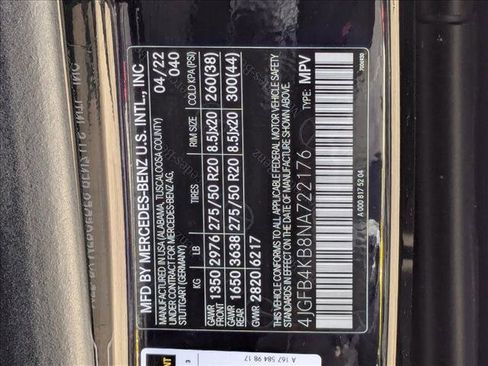 MFD BY MERCEDES-BENZ U.S. INTL., INC
MADE IN USA (ALABAMA, TUSCALOOSA COUNTY)
UNDER CONTRACT FOR MERCEDES-BENZ AG,
STUTTGART (GERMANY)
04/22
040
KG LB TIRES RIM SIZE COLD KPA(PSI)
GAWR FRONT 1350 2976 275/50 R20 8.5Jx20 260(38)
GAWR REAR 1650 3638 275/50 R20 8.5Jx20 300(44)
GVWR 2820 6217
THIS VEHICLE CONFORMS TO ALL APPLICABLE FEDERAL MOTOR VEHICLE SAFETY
STANDARDS IN EFFECT ON THE DATE OF MANUFACTURE SHOWN ABOVE.
4JGFB4KB8NA722176 TYPE: MPV
A 000 817 52 04
A 167 584 98 17